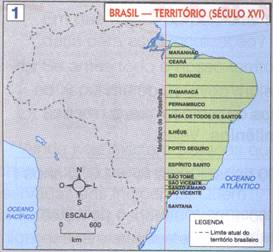 1
BRASIL — TERRITÓRIO (SÉCULO XVI)
MARANHÃO
CEARÁ
RIO GRANDE
ITAMARACÁ
PERNAMBUCO
BAHIA DE TODOS OS SANTOS
ILHÉUS
PORTO SEGURO
ESPÍRITO SANTO
SÃO TOMÉ
SÃO VICENTE
SANTO AMARO
SÃO VICENTE
SANTANA
Meridiano de Tordesilhas
N
O
L
S
ESCALA
0 600
km
OCEANO
PACÍFICO
OCEANO
ATLÂNTICO
LEGENDA
Limite atual do
território brasileiro